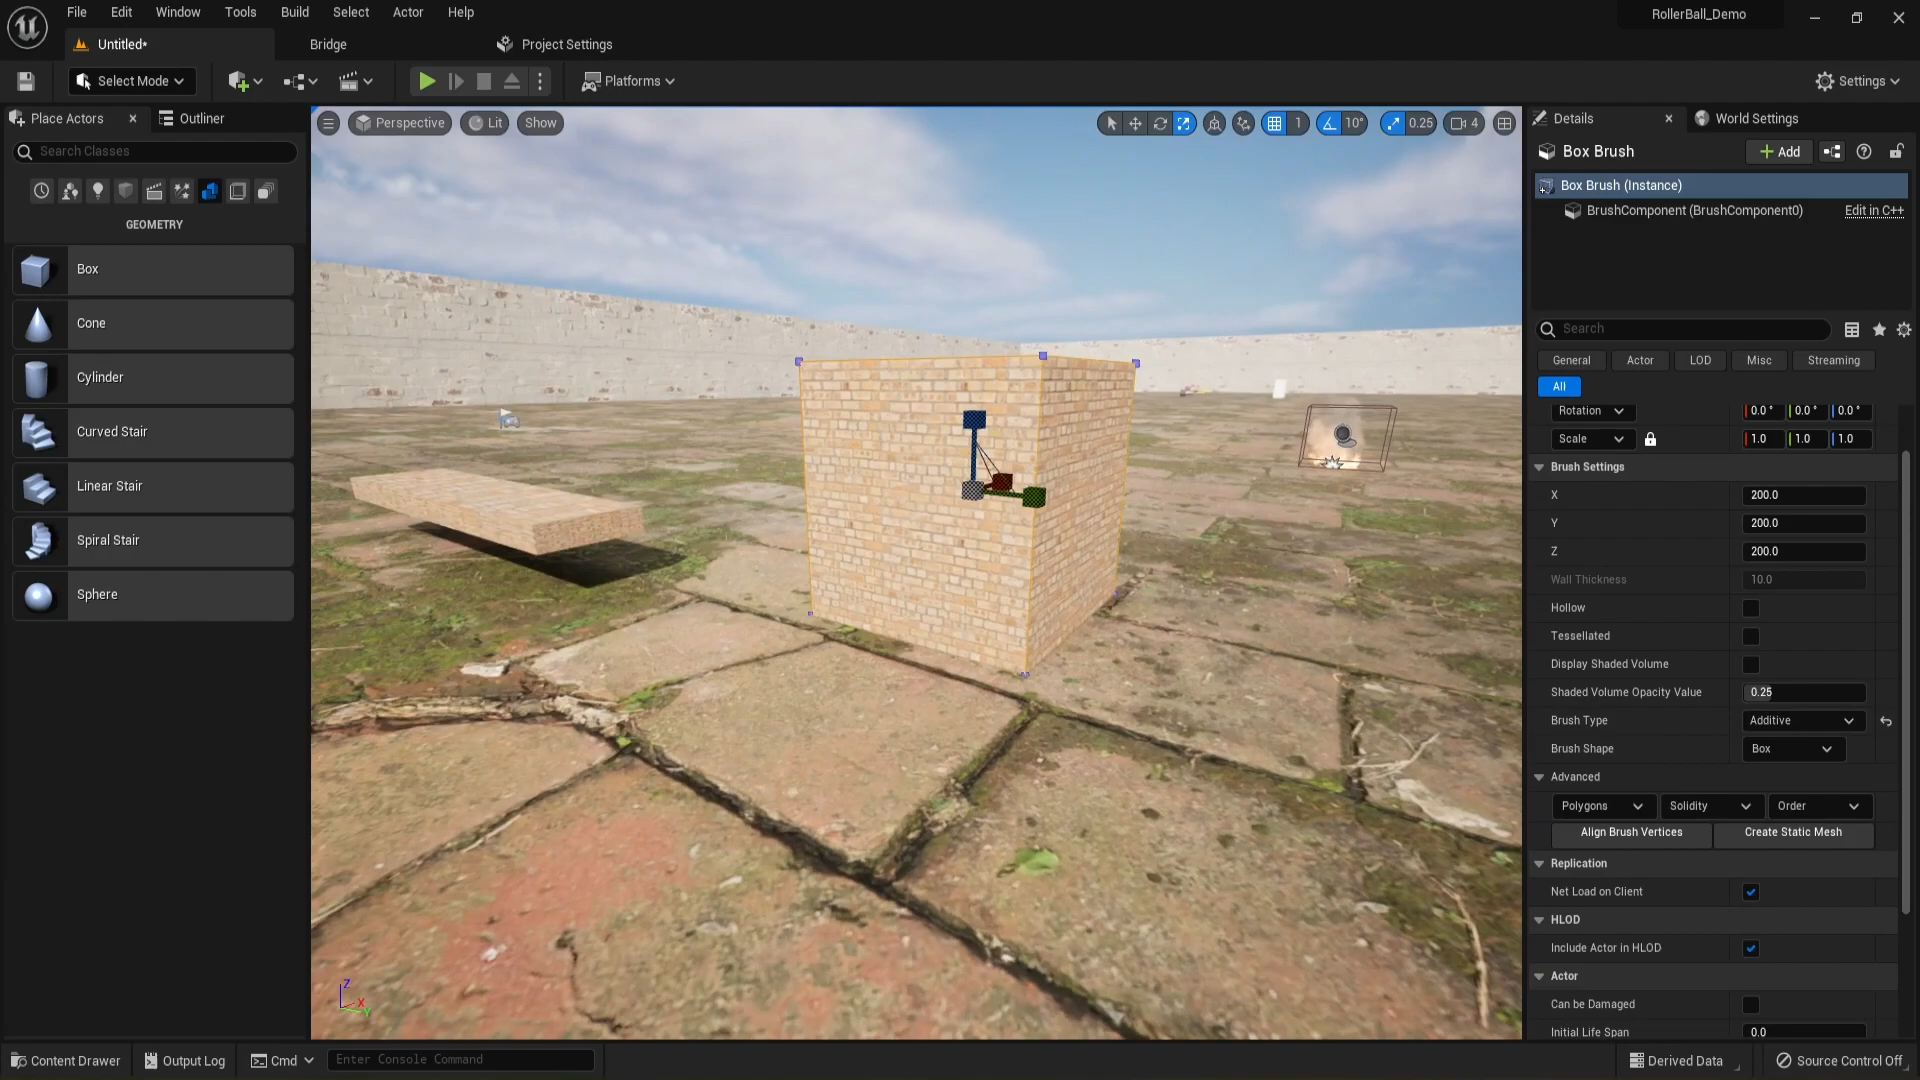 File Edit Window Tools Build Select Actor Help
RollerBall_Demo
Untitled* Bridge Project Settings
Select Mode Platforms Settings
Place Actors Outliner
Search Classes
GEOMETRY
Box
Cone
Cylinder
Curved Stair
Linear Stair
Spiral Stair
Sphere
Perspective Lit Show 1 10° 0.25 4
Z
X
Y
Details World Settings
Box Brush + Add
Box Brush (Instance)
BrushComponent (BrushComponent0) Edit in C++
Search
General Actor LOD Misc Streaming
All
Rotation 0.0° 0.0° 0.0°
Scale 1.0 1.0 1.0
Brush Settings
X 200.0
Y 200.0
Z 200.0
Wall Thickness 10.0
Hollow
Tessellated
Display Shaded Volume
Shaded Volume Opacity Value 0.25
Brush Type Additive
Brush Shape Box
Advanced
Polygons Solidity Order
Align Brush Vertices Create Static Mesh
Replication
Net Load on Client
HLOD
Include Actor in HLOD
Actor
Can be Damaged
Initial Life Span 0.0
Content Drawer Output Log Cmd Enter Console Command Derived Data Source Control Off